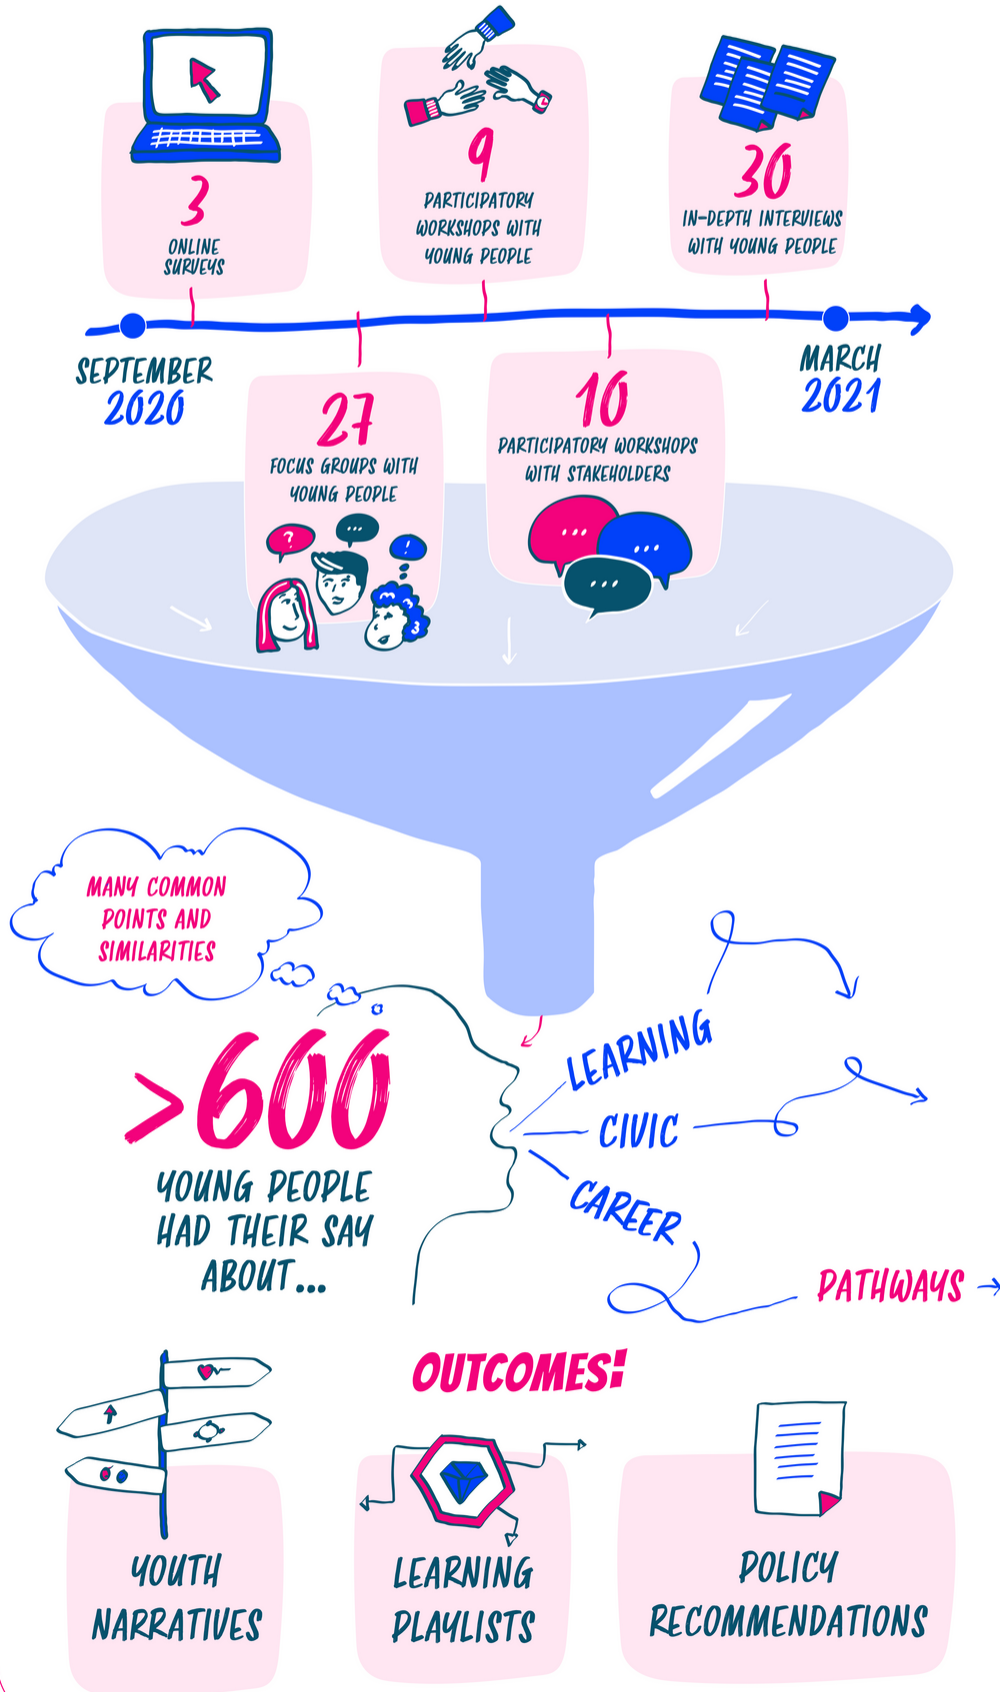 3
ONLINE
SURVEYS
9
PARTICIPATORY
WORKSHOPS WITH
YOUNG PEOPLE
30
IN-DEPTH INTERVIEWS
WITH YOUNG PEOPLE
SEPTEMBER
2020
MARCH
2021
27
FOCUS GROUPS WITH
YOUNG PEOPLE
?
...
!
10
PARTICIPATORY WORKSHOPS
WITH STAKEHOLDERS
...
...
...
MANY COMMON
POINTS AND
SIMILARITIES
>600
YOUNG PEOPLE
HAD THEIR SAY
ABOUT...
LEARNING
CIVIC
CAREER
PATHWAYS
OUTCOMES!
YOUTH
NARRATIVES
LEARNING
PLAYLISTS
POLICY
RECOMMENDATIONS